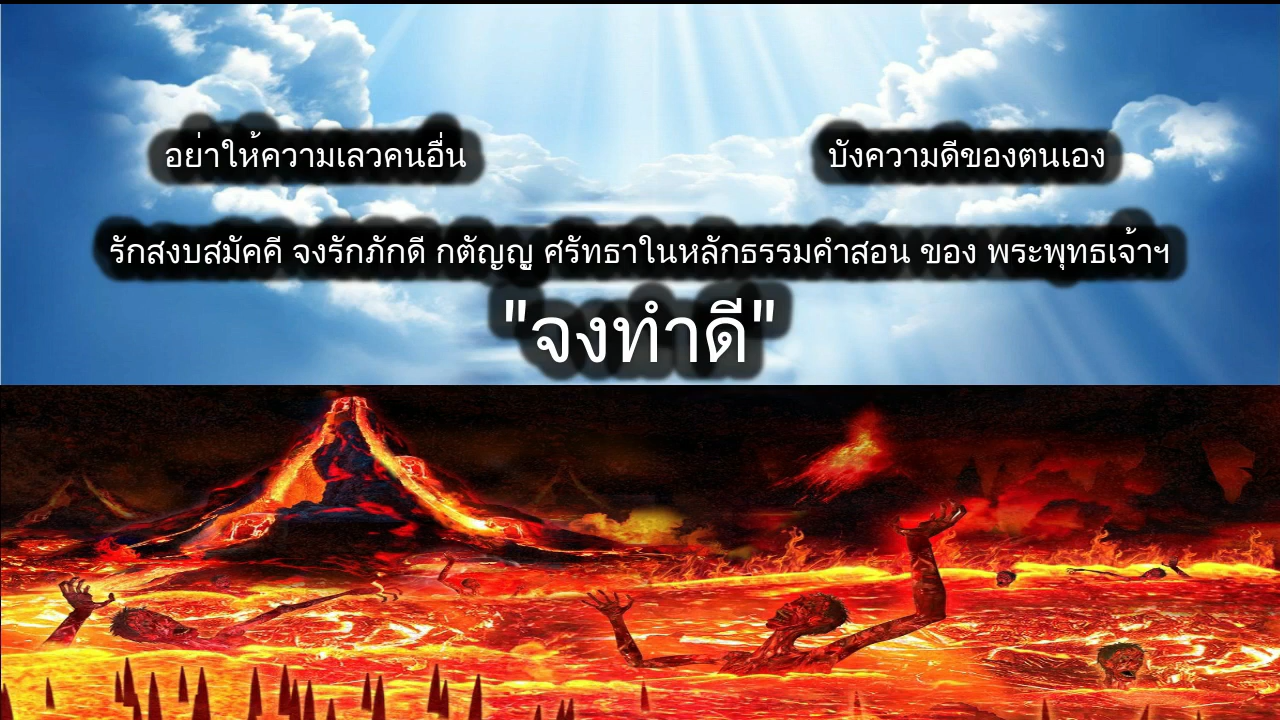 อย่าให้ความเลวคนอื่น บังความดีของตนเอง
รักสงบสมัคคี จงรักภักดี กตัญญู ศรัทธาในหลักธรรมคำสอน ของ พระพุทธเจ้าฯ
"จงทำดี"